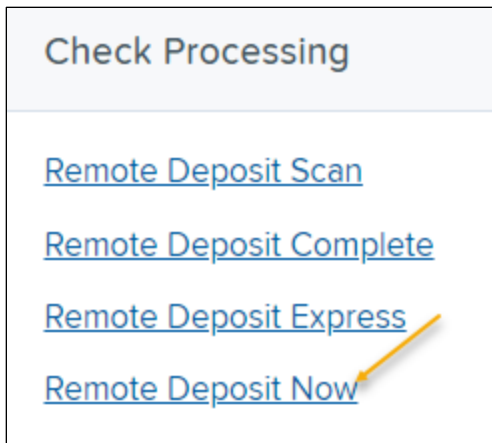 Check Processing
Remote Deposit Scan
Remote Deposit Complete
Remote Deposit Express
Remote Deposit Now